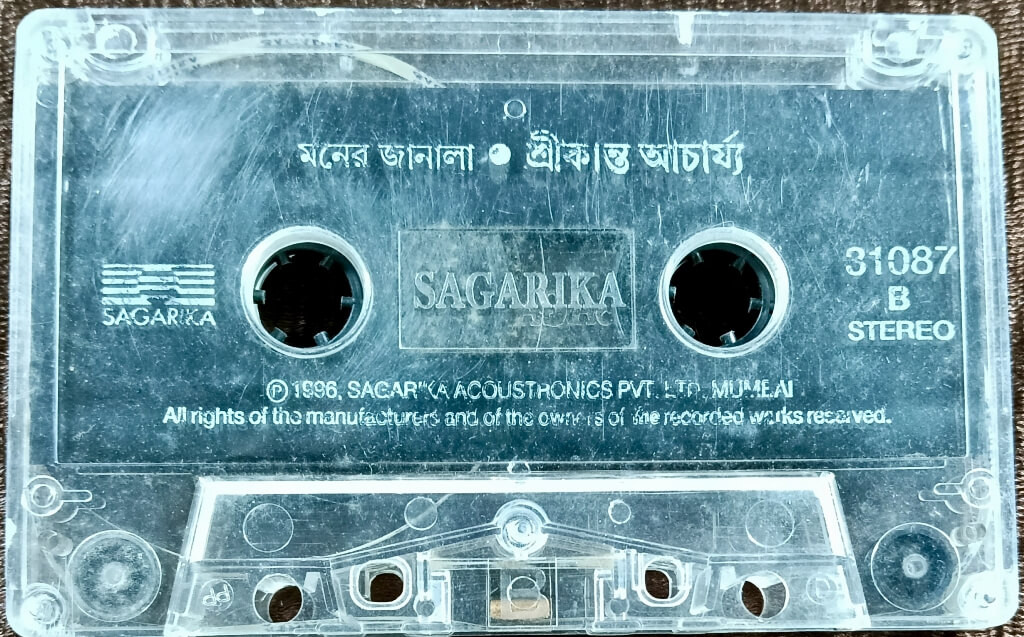 মনের জানালা ● শ্রীকান্ত আচার্য্য
SAGARIKA
SAGARIKA
31087
B
STEREO
℗ 1996, SAGARIKA ACOUSTRONICS PVT. LTD. MUMBAI
All rights of the manufacturers and of the owners of the recorded works reserved.
PP